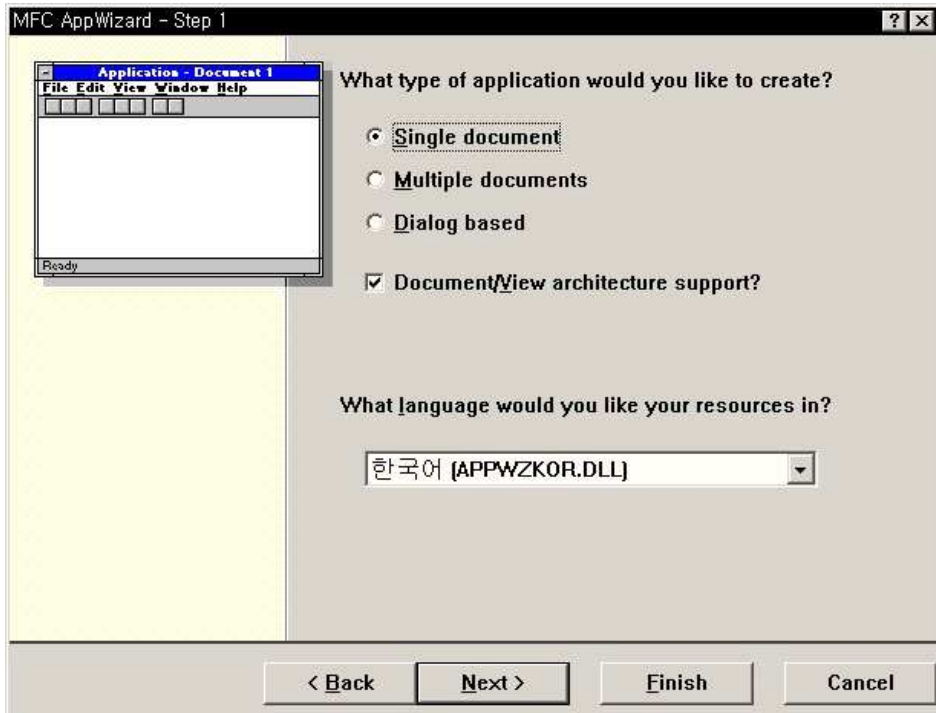 MFC AppWizard - Step 1
Application - Document 1
File Edit View Window Help
Ready
What type of application would you like to create?
Single document
Multiple documents
Dialog based
Document/View architecture support?
What language would you like your resources in?
한국어 (APPWZKOR.DLL)
< Back Next > Finish Cancel